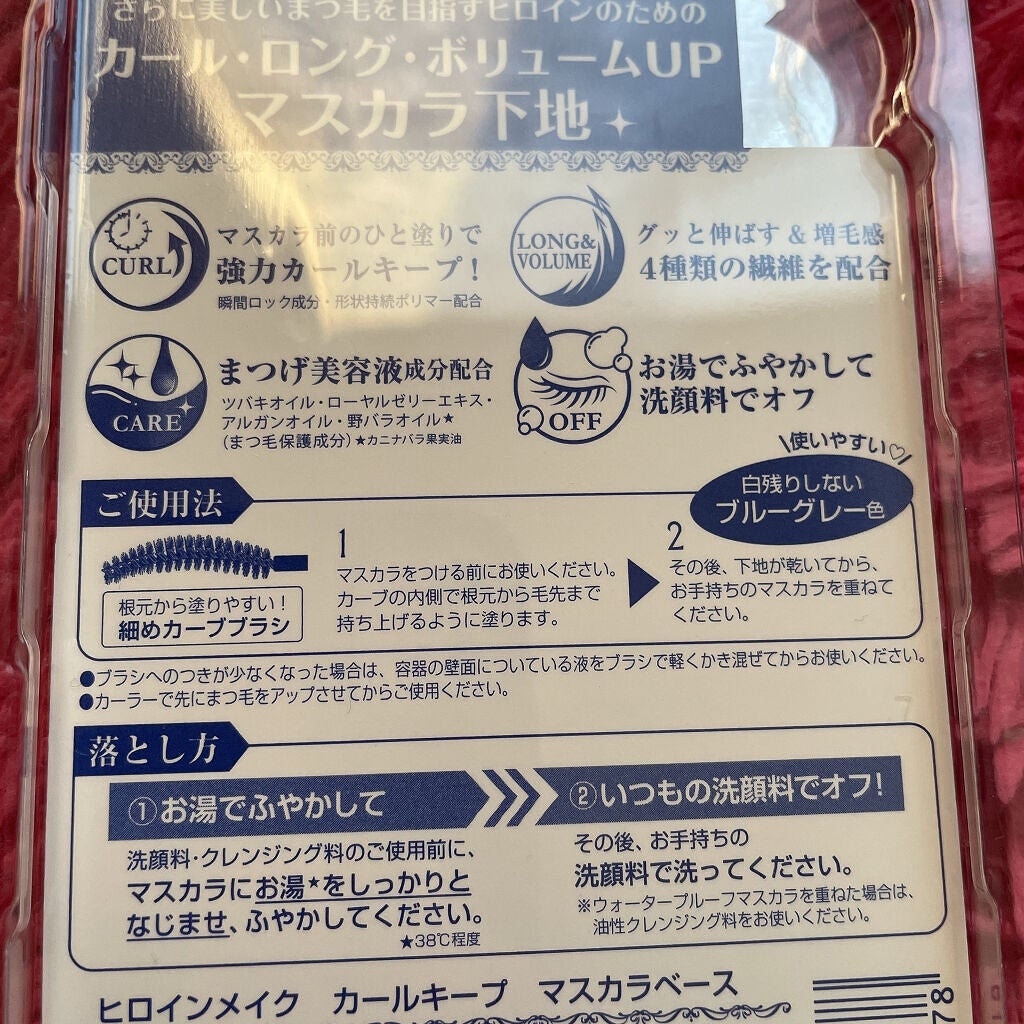 さらに美しいまつ毛を目指すヒロインのための
カール・ロング・ボリュームUP
マスカラ下地
CURL
マスカラ前のひと塗りで
強力カールキープ!
瞬間ロック成分・形状持続ポリマー配合
LONG&
VOLUME
グッと伸ばす & 増毛感
4種類の繊維を配合
CARE
まつげ美容液成分配合
ツバキオイル・ローヤルゼリーエキス・
アルガンオイル・野バラオイル★
(まつ毛保護成分)★カニナバラ果実油
OFF
お湯でふやかして
洗顔料でオフ
\使いやすい♡/
白残りしない
ブルーグレー色
ご使用法
根元から塗りやすい!
細めカーブブラシ
1
マスカラをつける前にお使いください。
カーブの内側で根元から毛先まで
持ち上げるように塗ります。
2
その後、下地が乾いてから、
お手持ちのマスカラを重ねて
ください。
●ブラシへのつきが少なくなった場合は、容器の壁面についている液をブラシで軽くかき混ぜてからお使いください。
●カーラーで先にまつ毛をアップさせてからご使用ください。
落とし方
①お湯でふやかして
洗顔料・クレンジング料のご使用前に、
マスカラにお湯★をしっかりと
なじませ、ふやかしてください。
★38℃程度
②いつもの洗顔料でオフ!
その後、お手持ちの
洗顔料で洗ってください。
※ウォータープルーフマスカラを重ねた場合は、
油性クレンジング料をお使いください。
ヒロインメイク カールキープ マスカラベース